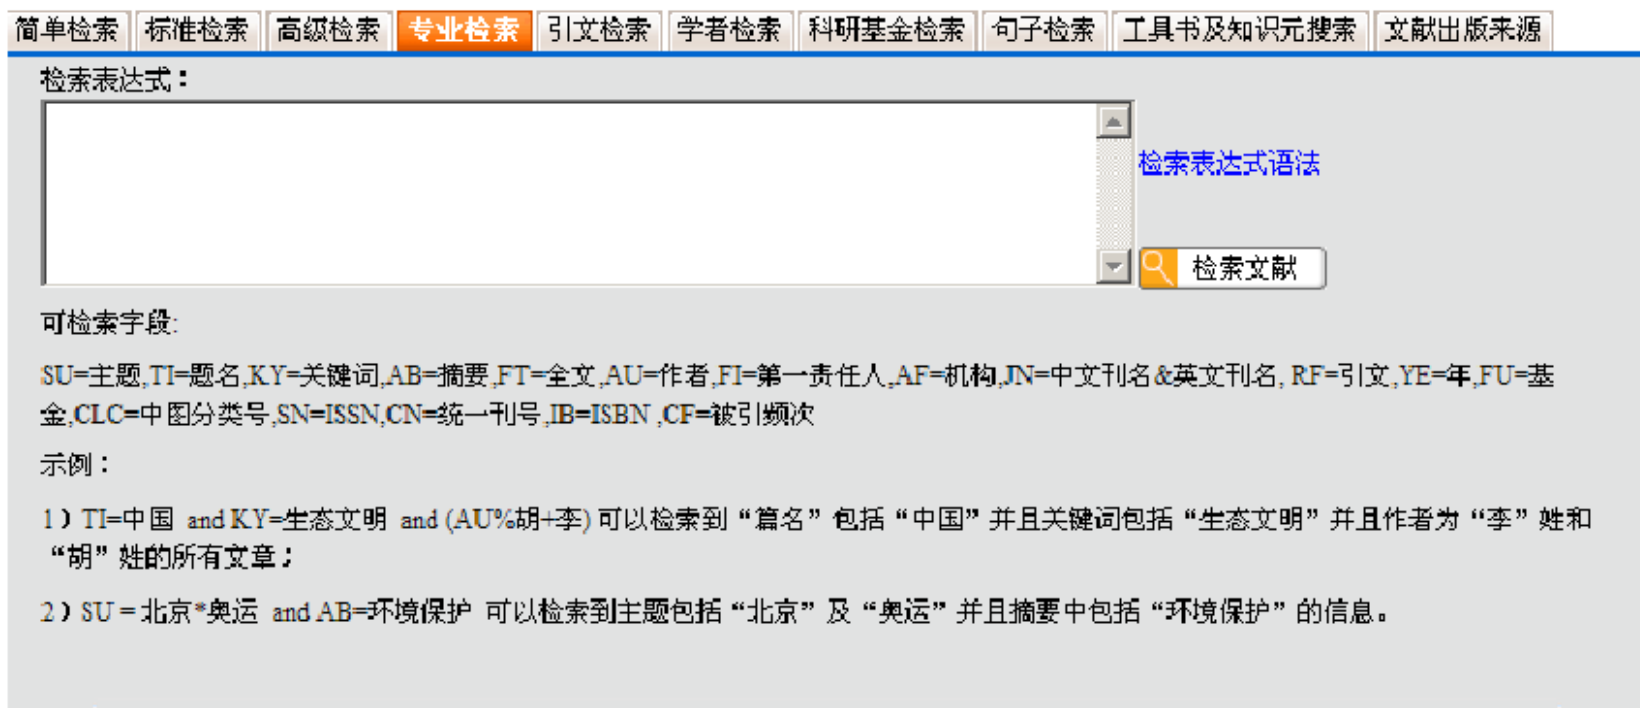 简单检索 标准检索 高级检索 专业检索 引文检索 学者检索 科研基金检索 句子检索 工具书及知识元搜索 文献出版来源
检索表达式：
检索表达式语法
检索文献
可检索字段:
SU=主题,TI=题名,KY=关键词,AB=摘要,FT=全文,AU=作者,FI=第一责任人,AF=机构,JN=中文刊名&英文刊名, RF=引文,YE=年,FU=基
金,CLC=中图分类号,SN=ISSN,CN=统一刊号,IB=ISBN ,CF=被引频次
示例：
1）TI=中国 and KY=生态文明 and (AU%胡+李) 可以检索到“篇名”包括“中国”并且关键词包括“生态文明”并且作者为“李”姓和
“胡”姓的所有文章；
2）SU = 北京*奥运 and AB=环境保护 可以检索到主题包括“北京”及“奥运”并且摘要中包括“环境保护”的信息。